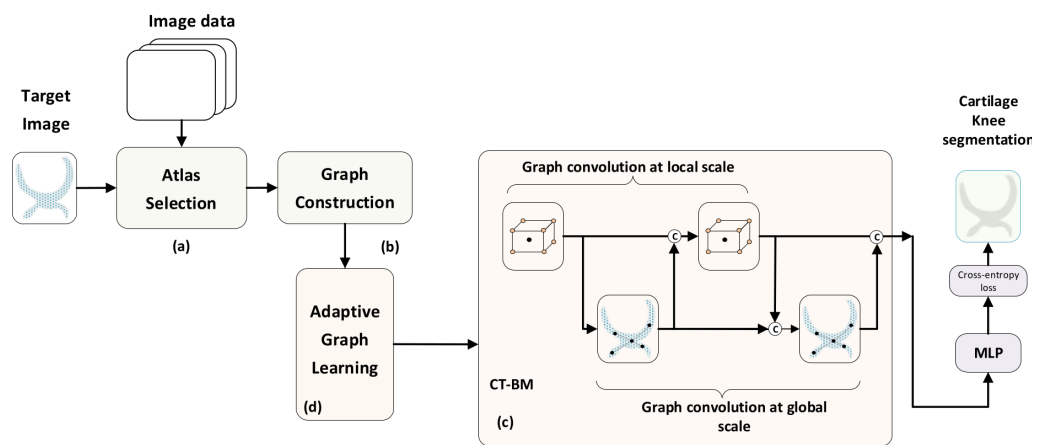 Image data
Target
Image
Atlas
Selection
(a)
Graph
Construction
(b)
Adaptive
Graph
Learning
(d)
Graph convolution at local scale
C
C
C
CT-BM
(c)
Graph convolution at global
scale
Cartilage
Knee
segmentation
Cross-entropy
loss
MLP